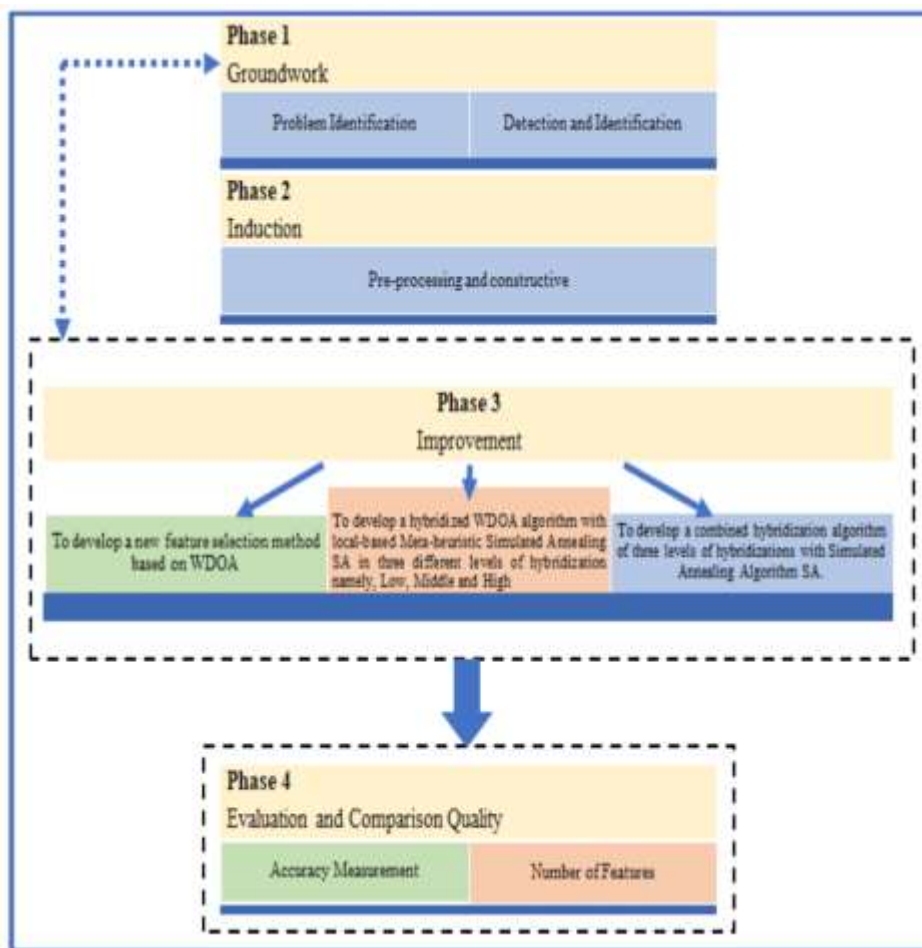 Phase 1
Groundwork
Problem Identification
Detection and Identification
Phase 2
Induction
Pre-processing and constructive
Phase 3
Improvement
To develop a new feature selection method
based on WDOA
To develop a hybridized WDOA algorithm with
local-based Meta-heuristic Simulated Annealing
SA in three different levels of hybridization
namely, Low, Middle and High
To develop a combined hybridization algorithm
of three levels of hybridizations with Simulated
Annealing Algorithm SA.
Phase 4
Evaluation and Comparison Quality
Accuracy Measurement
Number of Features